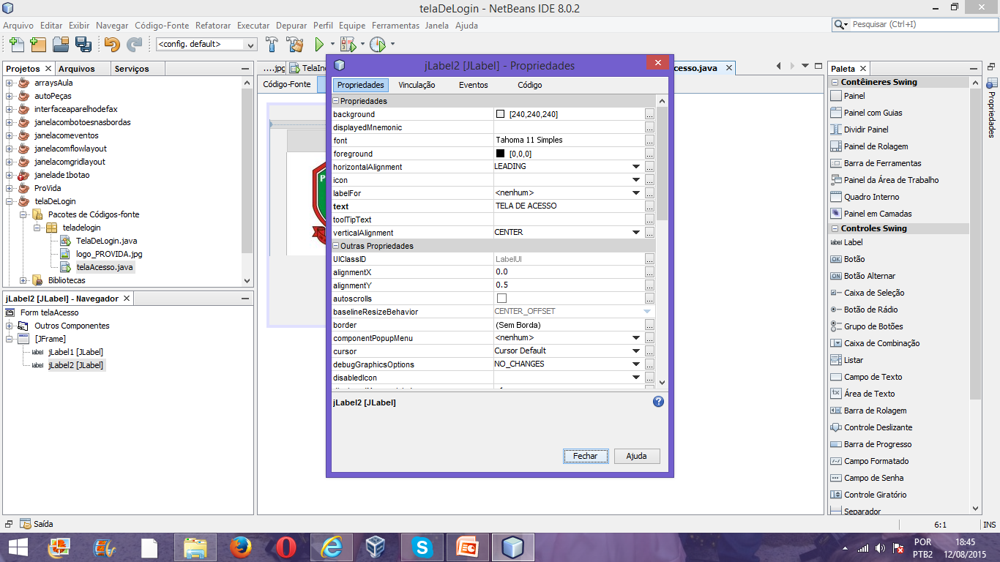 telaDeLogin - NetBeans IDE 8.0.2
Arquivo Editar Exibir Navegar Código-Fonte Refatorar Executar Depurar Perfil Equipe Ferramentas Janela Ajuda
Pesquisar (Ctrl+I)
<config. default>
Projetos Arquivos Serviços
arraysAula
autoPeças
interfaceaparelhodefax
janelacombotoesnasbordas
janelacomeventos
janelacomflowlayout
janelacomgridlayout
janelade1botao
ProVida
telaDeLogin
Pacotes de Códigos-fonte
teladelogin
TelaDeLogin.java
logo_PROVIDA.jpg
telaAcesso.java
Bibliotecas
jLabel2 [JLabel] - Navegador
Form telaAcesso
Outros Componentes
[JFrame]
label jLabel1 [JLabel]
label jLabel2 [JLabel]
....jpg TelaIn
cesso.java
Código-Fonte
P
jLabel2 [JLabel] - Propriedades
Propriedades Vinculação Eventos Código
Propriedades
background [240,240,240]
displayedMnemonic
font Tahoma 11 Simples
foreground [0,0,0]
horizontalAlignment LEADING
icon
labelFor <nenhum>
text TELA DE ACESSO
toolTipText
verticalAlignment CENTER
Outras Propriedades
UIClassID LabelUI
alignmentX 0.0
alignmentY 0.5
autoscrolls
baselineResizeBehavior CENTER_OFFSET
border (Sem Borda)
componentPopupMenu <nenhum>
cursor Cursor Default
debugGraphicsOptions NO_CHANGES
disabledIcon
jLabel2 [JLabel]
Fechar Ajuda
Paleta
Contêineres Swing
Painel
Painel com Guias
Dividir Painel
Painel de Rolagem
Barra de Ferramentas
Painel da Área de Trabalho
Quadro Interno
Painel em Camadas
Controles Swing
label Label
OK Botão
ON Botão Alternar
Caixa de Seleção
Botão de Rádio
Grupo de Botões
Caixa de Combinação
Listar
Campo de Texto
tx Área de Texto
Barra de Rolagem
Controle Deslizante
Barra de Progresso
Campo Formatado
Campo de Senha
Controle Giratório
Separador
Propriedades
Saída
6:1 INS
POR
PTB2
18:45
12/08/2015